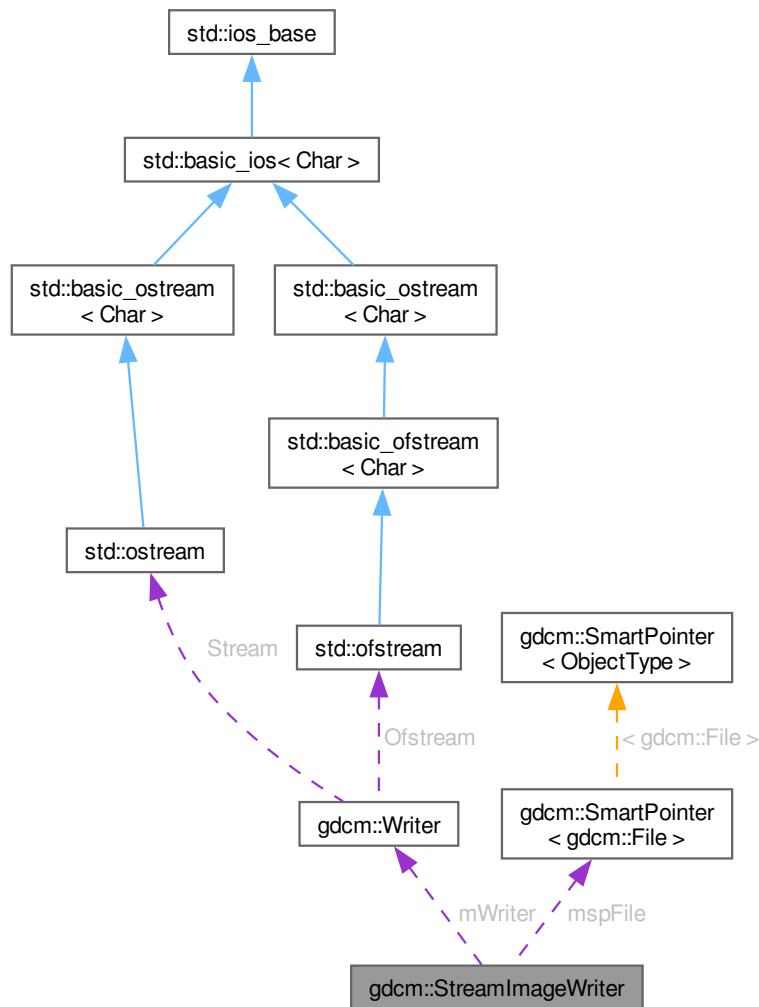 std::ios_base
std::basic_ios< Char >
std::basic_ostream
< Char >
std::basic_ostream
< Char >
std::basic_ofstream
< Char >
std::ostream
Stream
std::ofstream
gdcm::SmartPointer
< ObjectType >
Ofstream
< gdcm::File >
gdcm::Writer
gdcm::SmartPointer
< gdcm::File >
mWriter
mspFile
gdcm::StreamImageWriter